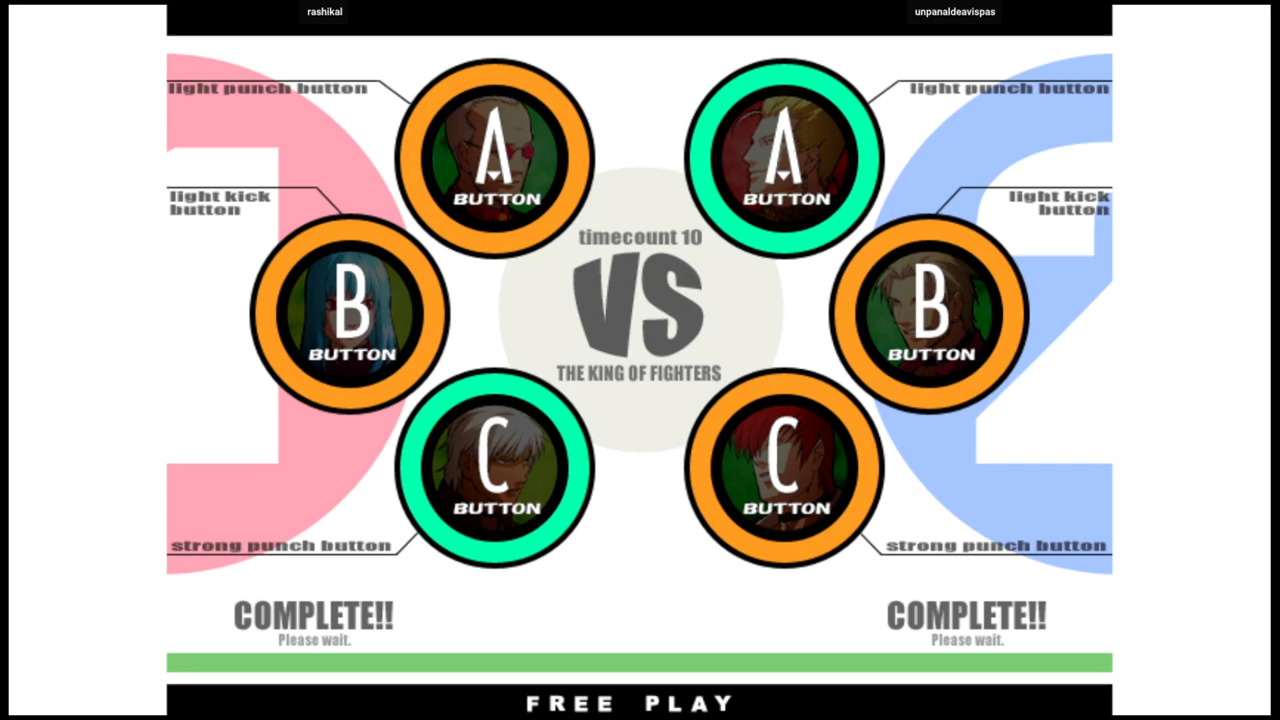 rashikal
unpanaldeavispas
light punch button
A
BUTTON
A
BUTTON
light punch button
light kick
button
B
BUTTON
timecount 10
VS
THE KING OF FIGHTERS
light kick
button
B
BUTTON
C
BUTTON
C
BUTTON
strong punch button
strong punch button
COMPLETE!!
Please wait.
COMPLETE!!
Please wait.
FREE PLAY
1
2